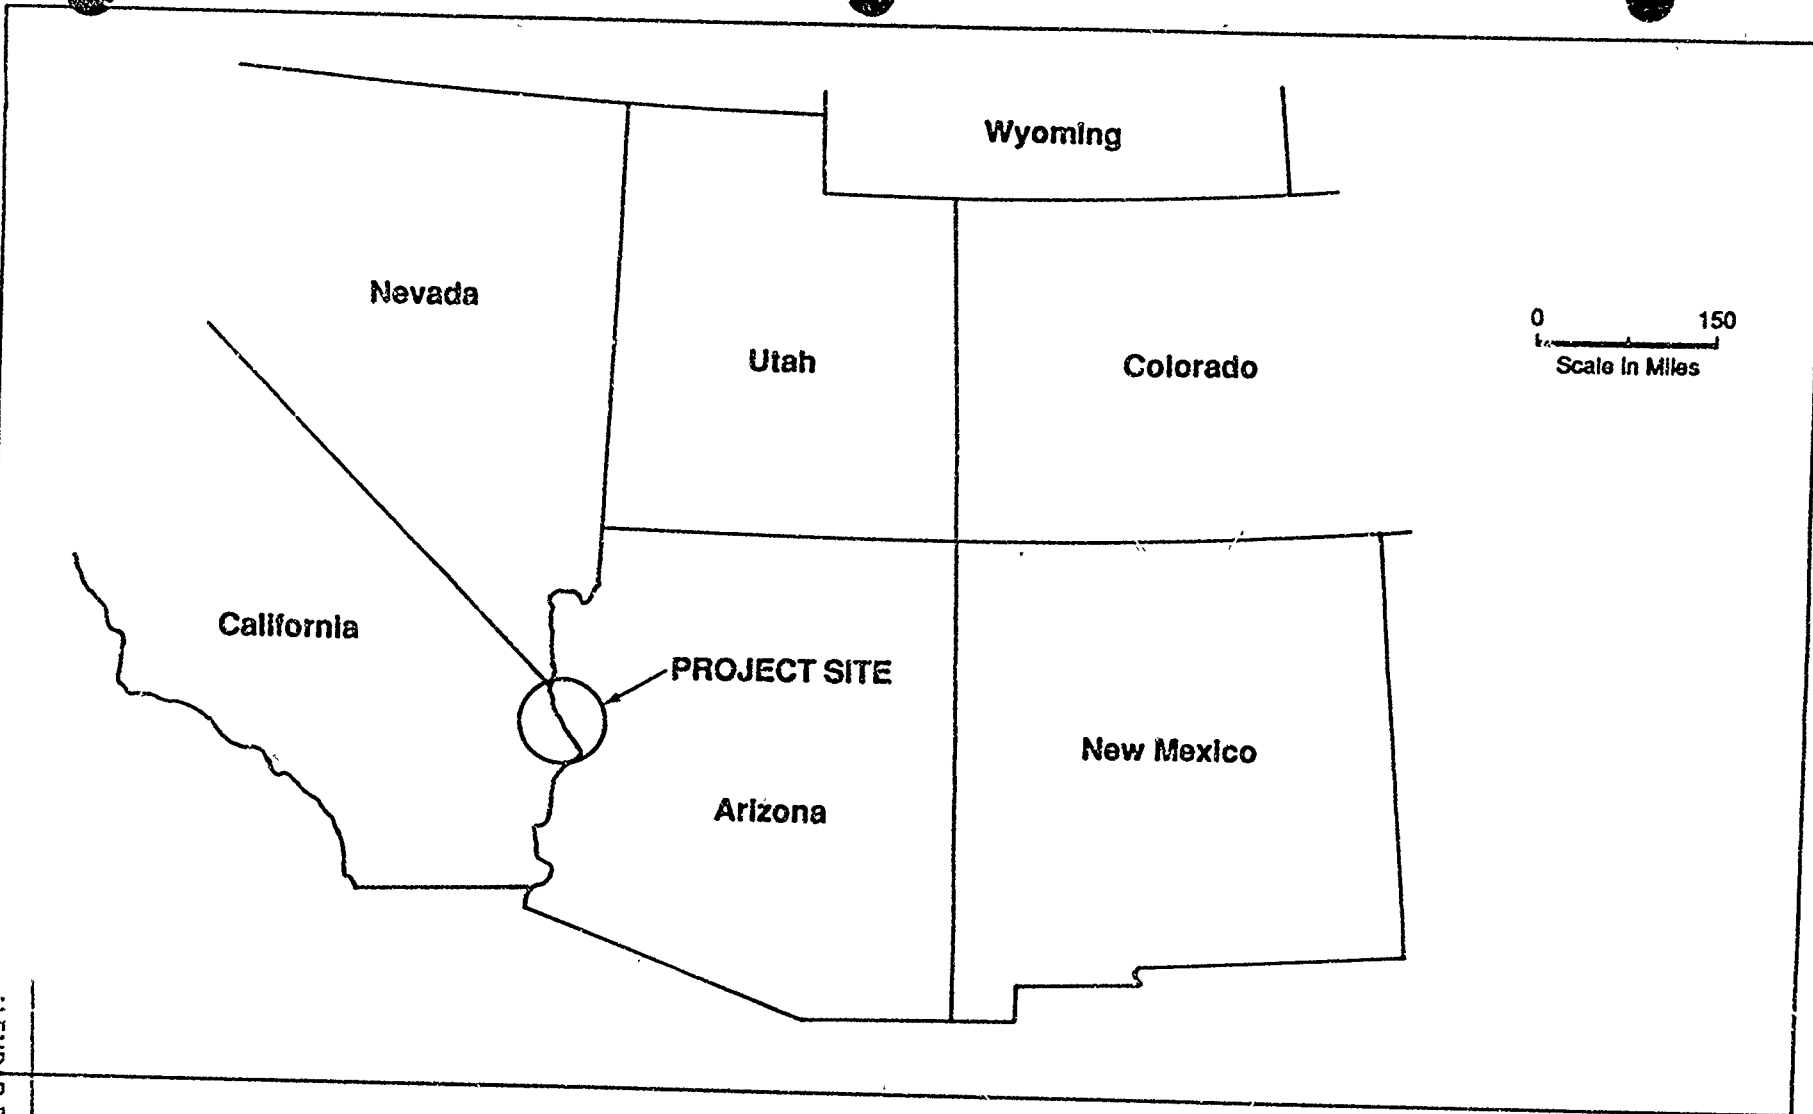 Wyoming
Nevada
Utah
Colorado
0 150
Scale in Miles
California
PROJECT SITE
New Mexico
Arizona